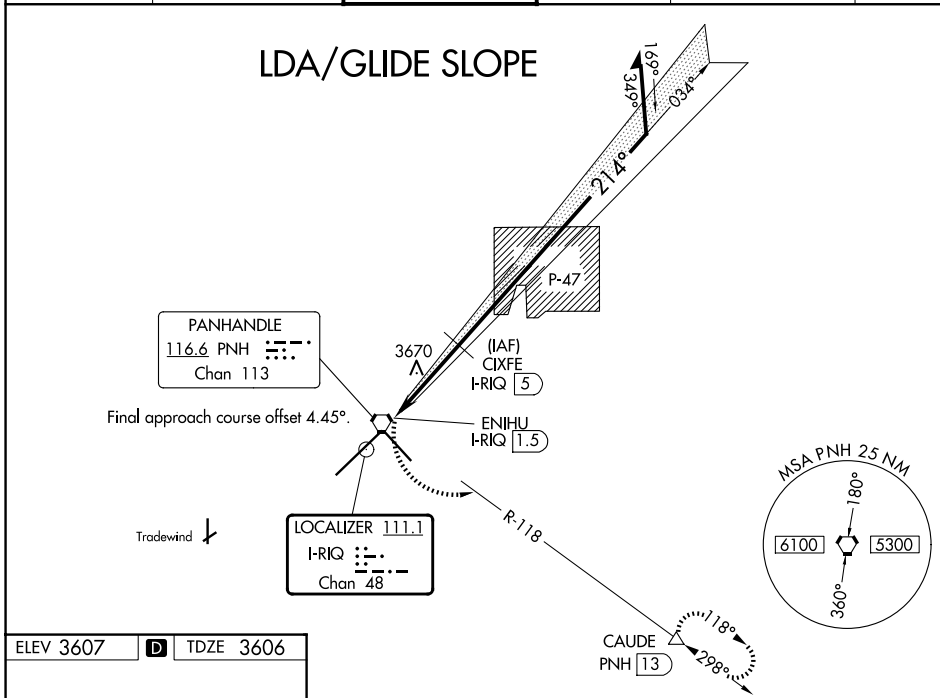 LDA/GLIDE SLOPE
169°
349°
034°
214°
P-47
PANHANDLE
116.6 PNH
Chan 113
3670
(IAF)
CIXFE
I-RIQ 5
Final approach course offset 4.45°.
ENIHU
I-RIQ 1.5
MSA PNH 25 NM
180°
6100
5300
360°
R-118
Tradewind
LOCALIZER 111.1
I-RIQ
Chan 48
CAUDE
PNH 13
118°
298°
ELEV 3607 D TDZE 3606